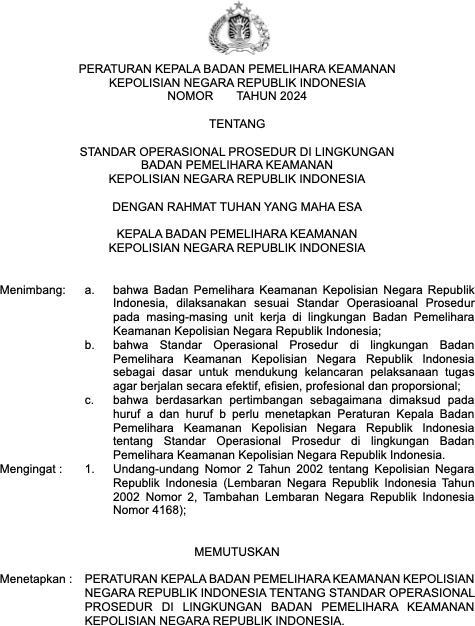 PERATURAN KEPALA BADAN PEMELIHARA KEAMANAN
KEPOLISIAN NEGARA REPUBLIK INDONESIA
NOMOR TAHUN 2024
TENTANG
STANDAR OPERASIONAL PROSEDUR DI LINGKUNGAN
BADAN PEMELIHARA KEAMANAN
KEPOLISIAN NEGARA REPUBLIK INDONESIA
DENGAN RAHMAT TUHAN YANG MAHA ESA
KEPALA BADAN PEMELIHARA KEAMANAN
KEPOLISIAN NEGARA REPUBLIK INDONESIA
Menimbang: a. bahwa Badan Pemelihara Keamanan Kepolisian Negara Republik
Indonesia, dilaksanakan sesuai Standar Operasioanal Prosedur
pada masing-masing unit kerja di lingkungan Badan Pemelihara
Keamanan Kepolisian Negara Republik Indonesia;
b. bahwa Standar Operasional Prosedur di lingkungan Badan
Pemelihara Keamanan Kepolisian Negara Republik Indonesia
sebagai dasar untuk mendukung kelancaran pelaksanaan tugas
agar berjalan secara efektif, efisien, profesional dan proporsional;
c. bahwa berdasarkan pertimbangan sebagaimana dimaksud pada
huruf a dan huruf b perlu menetapkan Peraturan Kepala Badan
Pemelihara Keamanan Kepolisian Negara Republik Indonesia
tentang Standar Operasional Prosedur di lingkungan Badan
Pemelihara Keamanan Kepolisian Negara Republik Indonesia.
Mengingat : 1. Undang-undang Nomor 2 Tahun 2002 tentang Kepolisian Negara
Republik Indonesia (Lembaran Negara Republik Indonesia Tahun
2002 Nomor 2, Tambahan Lembaran Negara Republik Indonesia
Nomor 4168);
MEMUTUSKAN
Menetapkan : PERATURAN KEPALA BADAN PEMELIHARA KEAMANAN KEPOLISIAN
NEGARA REPUBLIK INDONESIA TENTANG STANDAR OPERASIONAL
PROSEDUR DI LINGKUNGAN BADAN PEMELIHARA KEAMANAN
KEPOLISIAN NEGARA REPUBLIK INDONESIA.